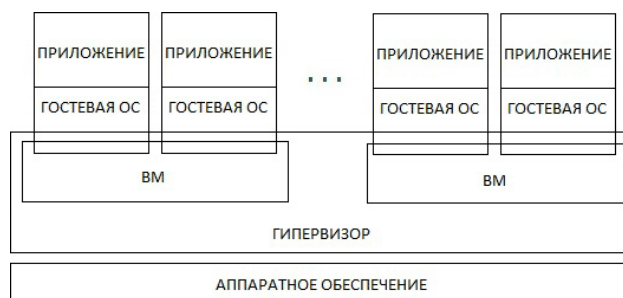 ПРИЛОЖЕНИЕ ПРИЛОЖЕНИЕ ... ПРИЛОЖЕНИЕ ПРИЛОЖЕНИЕ
ГОСТЕВАЯ ОС ГОСТЕВАЯ ОС ГОСТЕВАЯ ОС ГОСТЕВАЯ ОС
ВМ ВМ
ГИПЕРВИЗОР
АППАРАТНОЕ ОБЕСПЕЧЕНИЕ